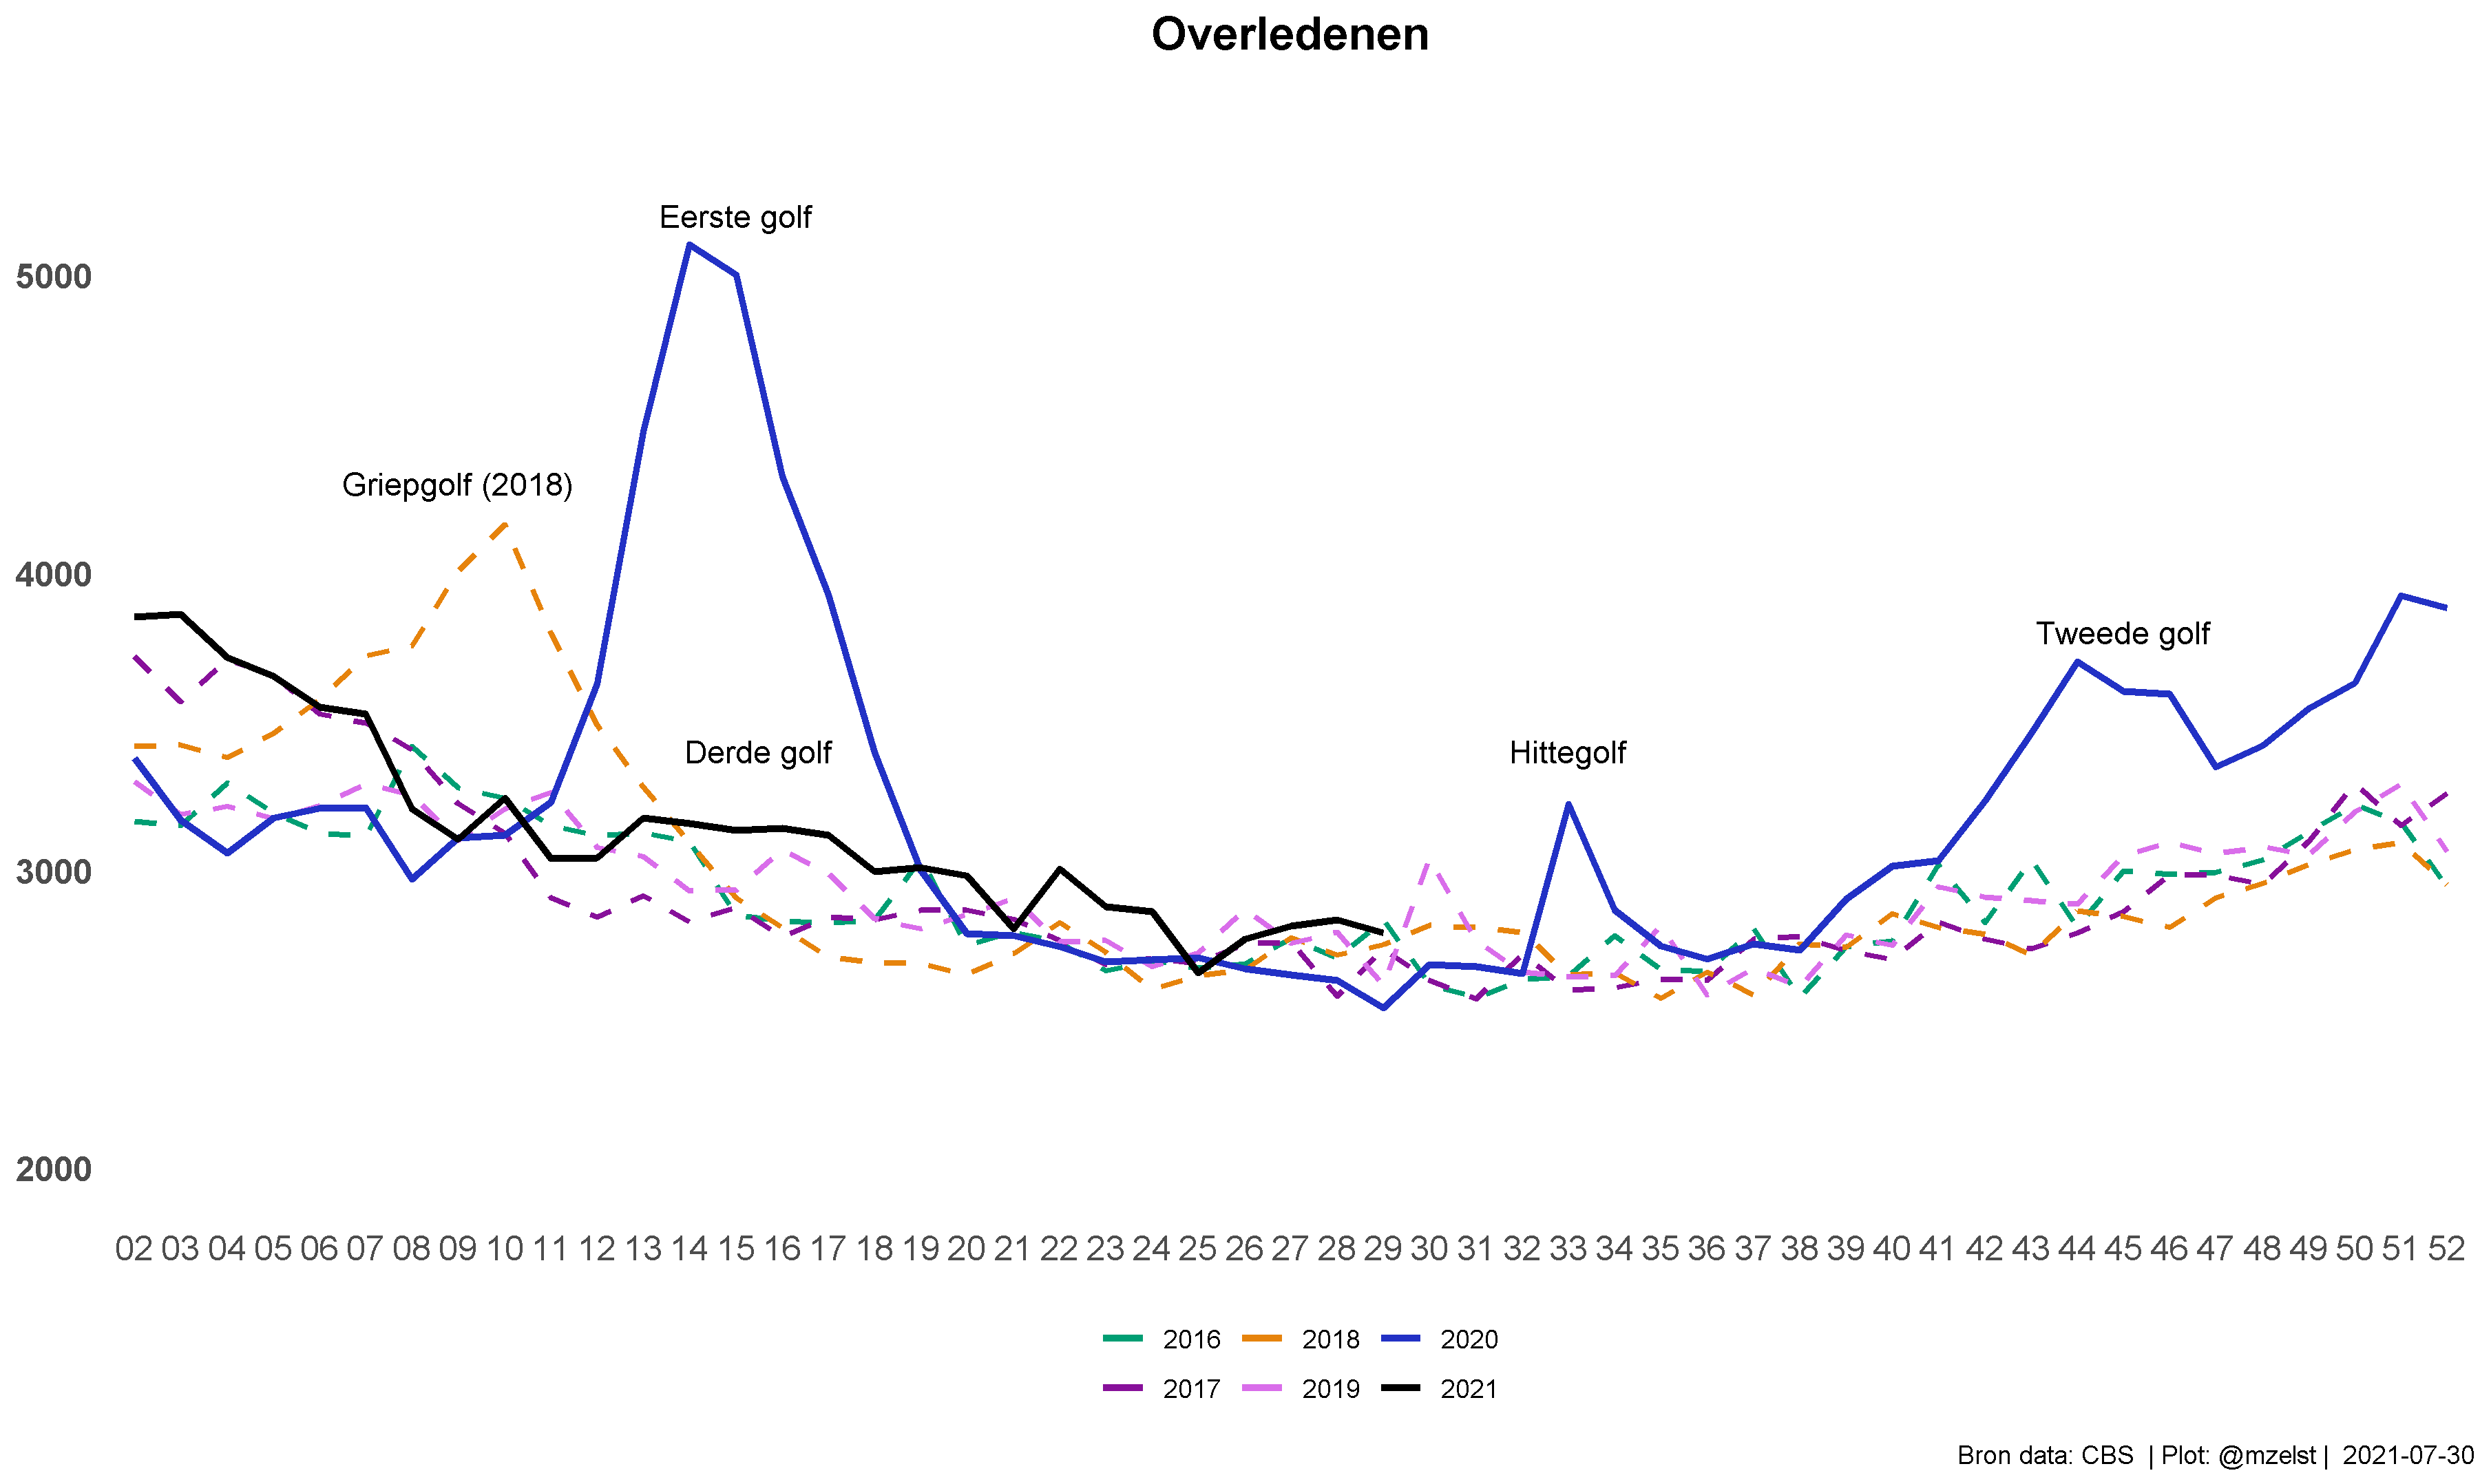 Overledenen
Eerste golf
5000
Griepgolf (2018)
4000
Tweede golf
Derde golf
Hittegolf
3000
2000
02 03 04 05 06 07 08 09 10 11 12 13 14 15 16 17 18 19 20 21 22 23 24 25 26 27 28 29 30 31 32 33 34 35 36 37 38 39 40 41 42 43 44 45 46 47 48 49 50 51 52
2016 2018 2020
2017 2019 2021
Bron data: CBS | Plot: @mzelst | 2021-07-30